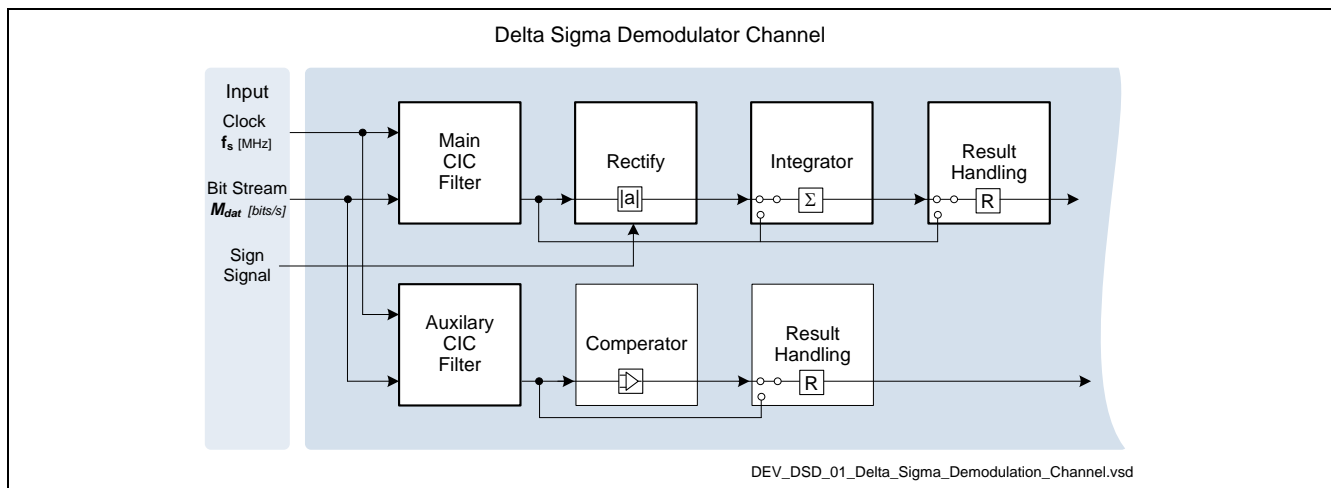 Delta Sigma Demodulator Channel
Input
Clock
fs [MHz]
Bit Stream
Mdat [bits/s]
Sign
Signal
Main
CIC
Filter
Rectify
|a|
Integrator
Σ
Result
Handling
R
Auxilary
CIC
Filter
Comperator
Result
Handling
R
DEV_DSD_01_Delta_Sigma_Demodulation_Channel.vsd